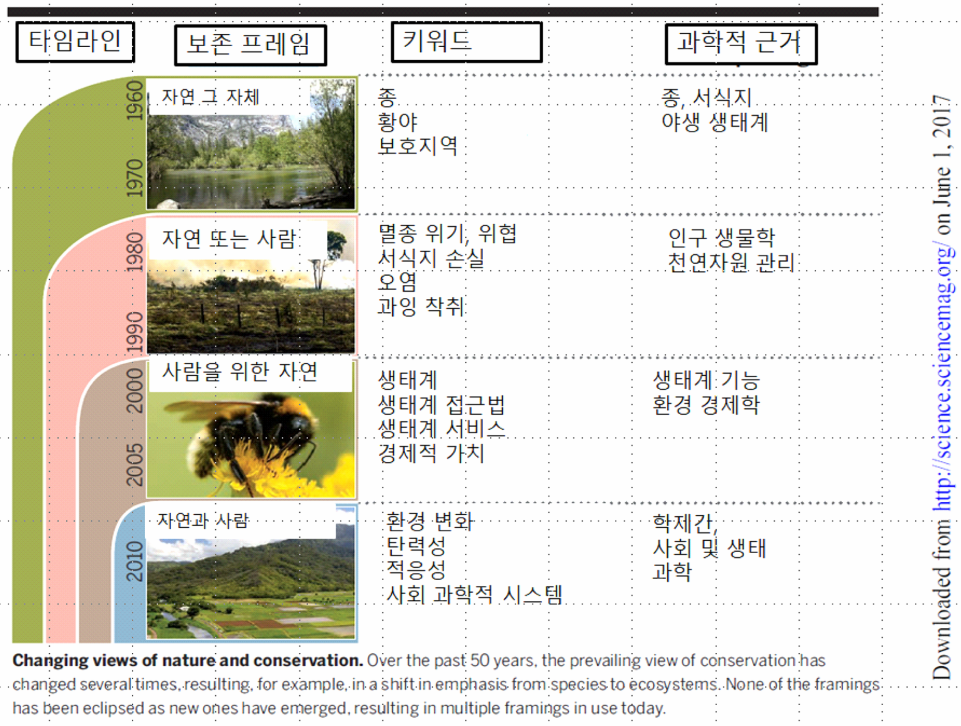 타임라인 보존 프레임 키워드 과학적 근거
1960
1970
자연 그 자체
종
황야
보호지역
종, 서식지
야생 생태계
1980
1990
자연 또는 사람
멸종 위기, 위협
서식지 손실
오염
과잉 착취
인구 생물학
천연자원 관리
2000
2005
사람을 위한 자연
생태계
생태계 접근법
생태계 서비스
경제적 가치
생태계 기능
환경 경제학
2010
자연과 사람
환경 변화
탄력성
적응성
사회 과학적 시스템
학제간,
사회 및 생태
과학
Changing views of nature and conservation. Over the past 50 years, the prevailing view of conservation has
changed several times, resulting, for example, in a shift in emphasis from species to ecosystems. None of the framings
has been eclipsed as new ones have emerged, resulting in multiple framings in use today.
Downloaded from http://science.sciencemag.org/ on June 1, 2017